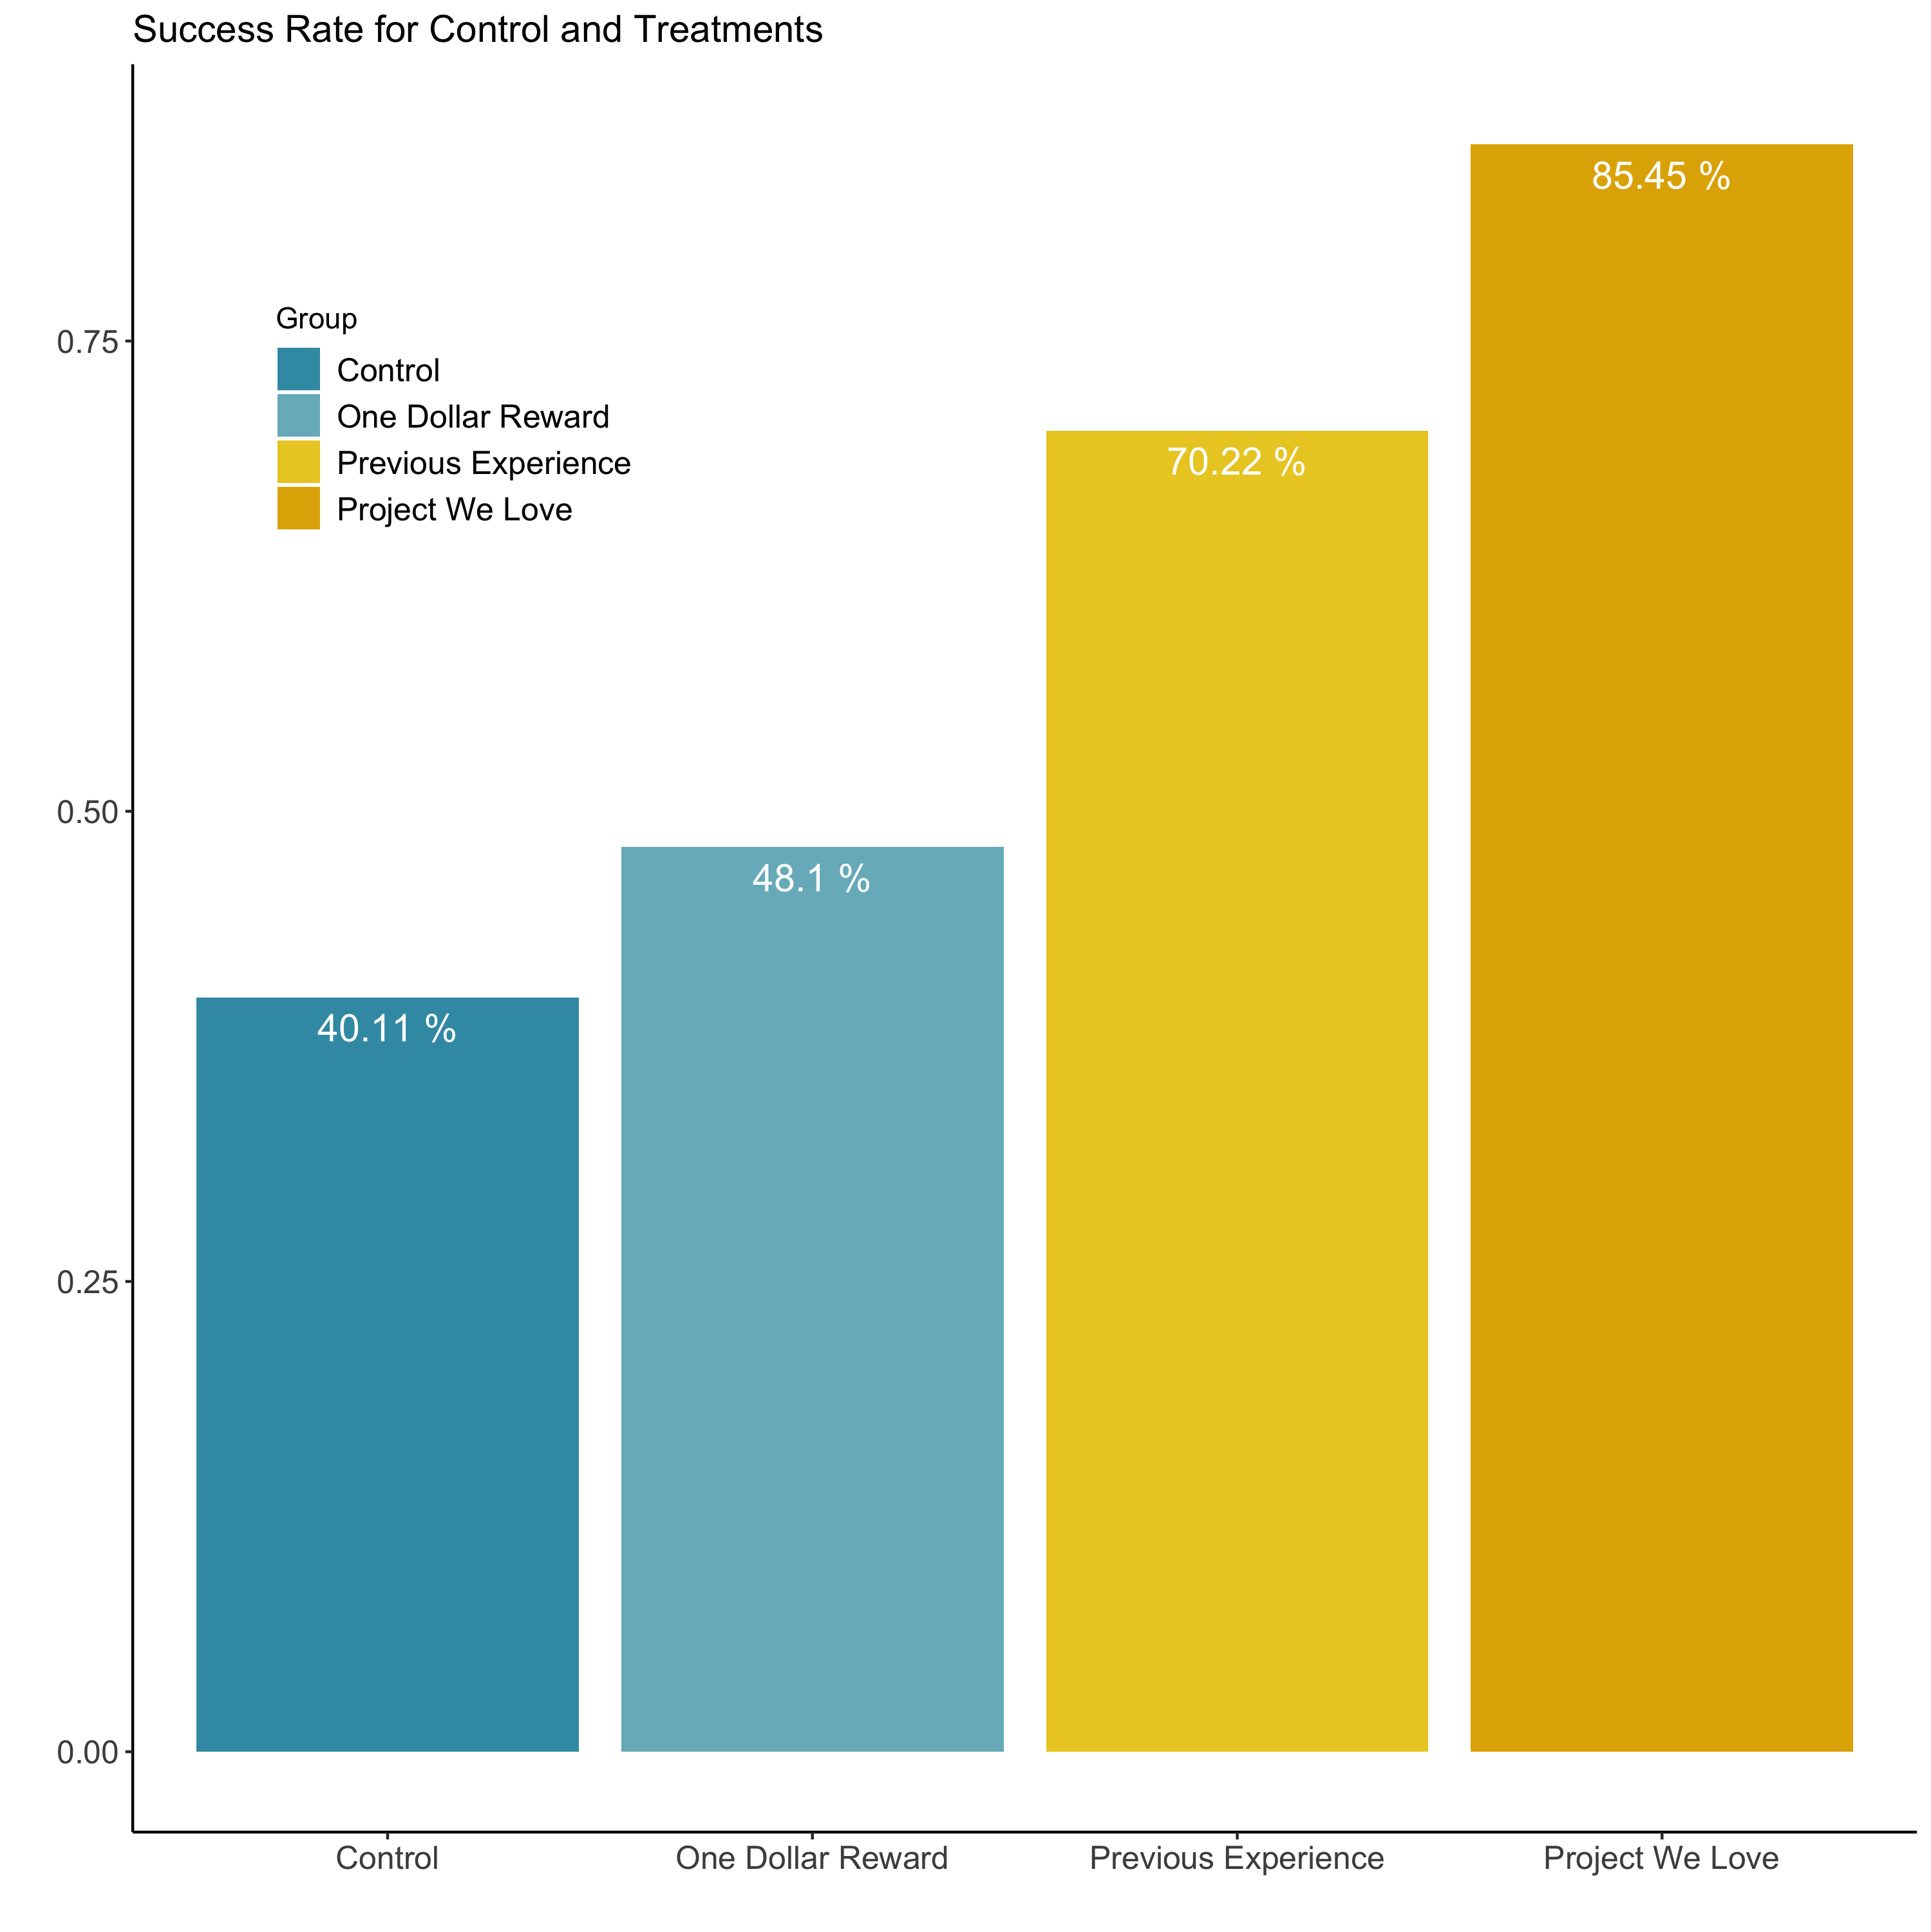 Success Rate for Control and Treatments
85.45 %
Group
0.75
Control
One Dollar Reward
70.22 %
Previous Experience
Project We Love
0.50
48.1 %
40.11 %
0.25
0.00
Control One Dollar Reward Previous Experience Project We Love